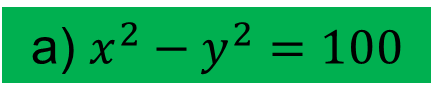 a) x² − y² = 100